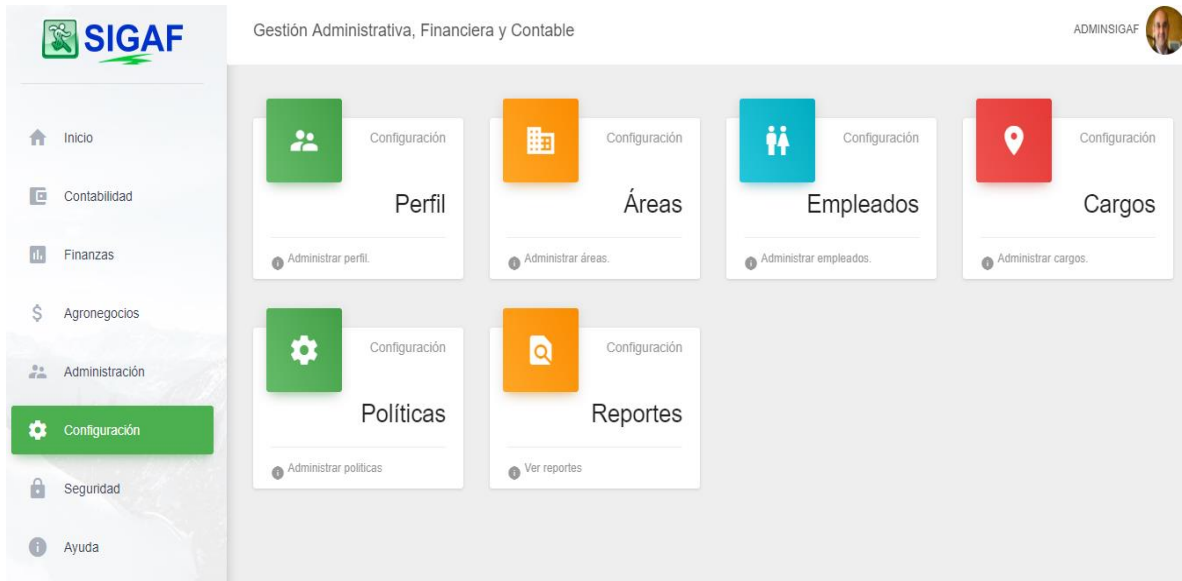 SIGAF
Gestión Administrativa, Financiera y Contable
ADMINSIGAF
Inicio
Contabilidad
Finanzas
Agronegocios
Administración
Configuración
Seguridad
Ayuda
Configuración
Perfil
Administrar perfil.
Configuración
Áreas
Administrar áreas.
Configuración
Empleados
Administrar empleados.
Configuración
Cargos
Administrar cargos.
Configuración
Políticas
Administrar politicas
Configuración
Reportes
Ver reportes